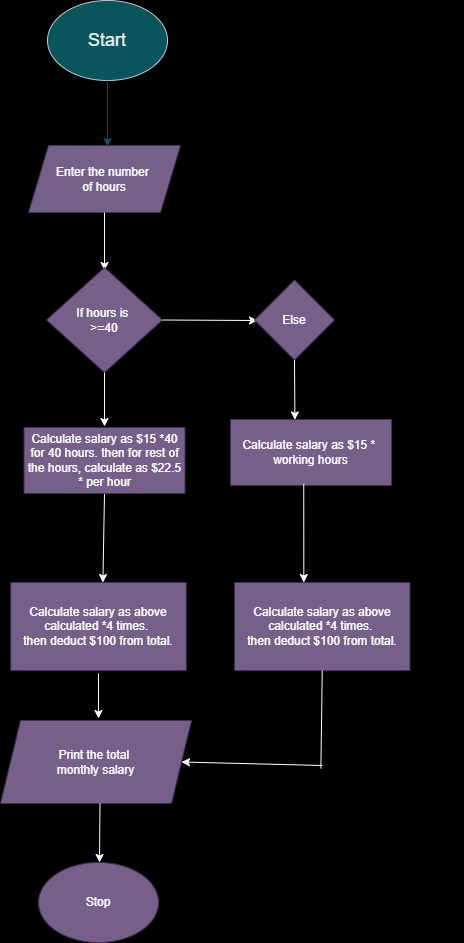 Start
Enter the number
of hours
If hours is
>=40
Else
Calculate salary as $15 *40
for 40 hours. then for rest of
the hours, calculate as $22.5
* per hour
Calculate salary as $15 *
working hours
Calculate salary as above
calculated *4 times.
then deduct $100 from total.
Calculate salary as above
calculated *4 times.
then deduct $100 from total.
Print the total
monthly salary
Stop